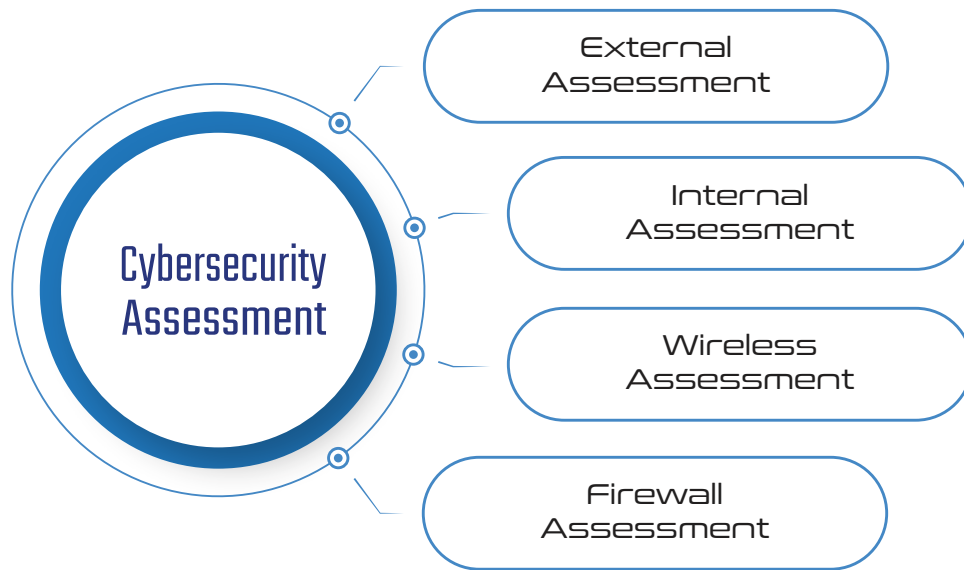 Cybersecurity
Assessment
External
Assessment
Internal
Assessment
Wireless
Assessment
Firewall
Assessment